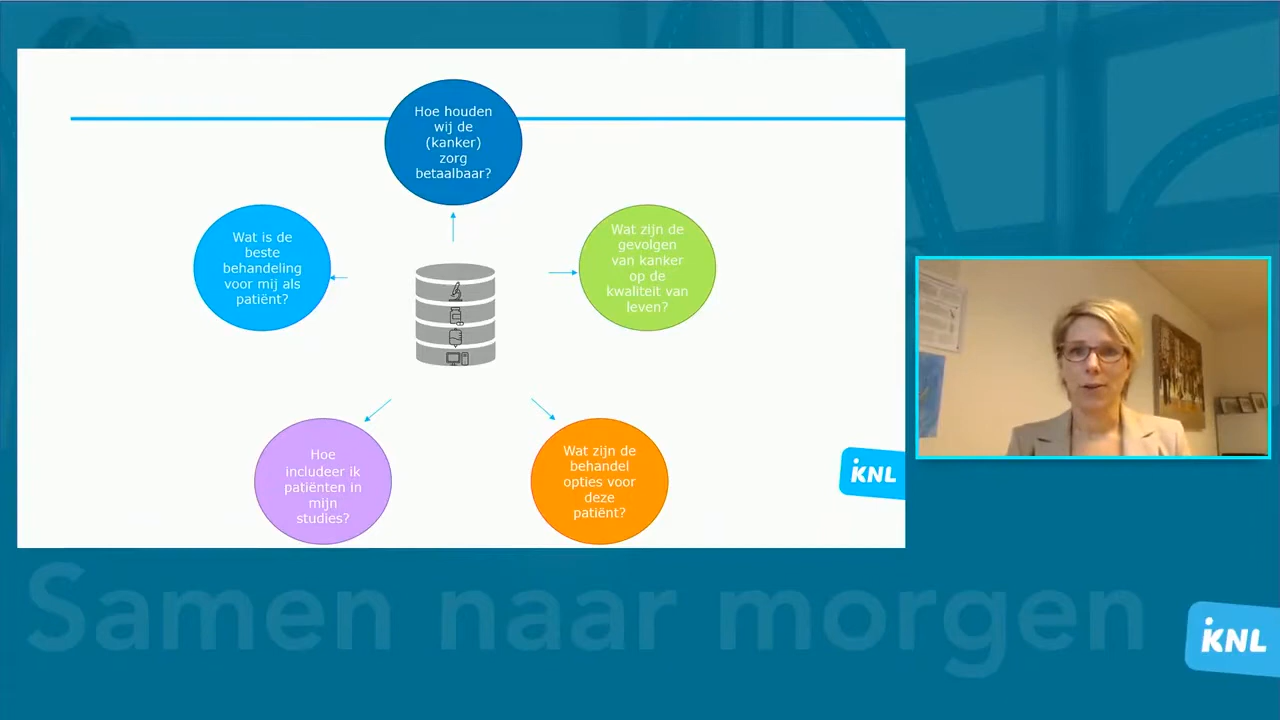 Hoe houden
wij de
(kanker)
zorg
betaalbaar?
Wat is de
beste
behandeling
voor mij als
patiënt?
Wat zijn de
gevolgen
van kanker
op de
kwaliteit van
leven?
Hoe
includeer ik
patiënten in
mijn
studies?
Wat zijn de
behandel
opties voor
deze
patiënt?
iKNL
Samen naar morgen
iKNL